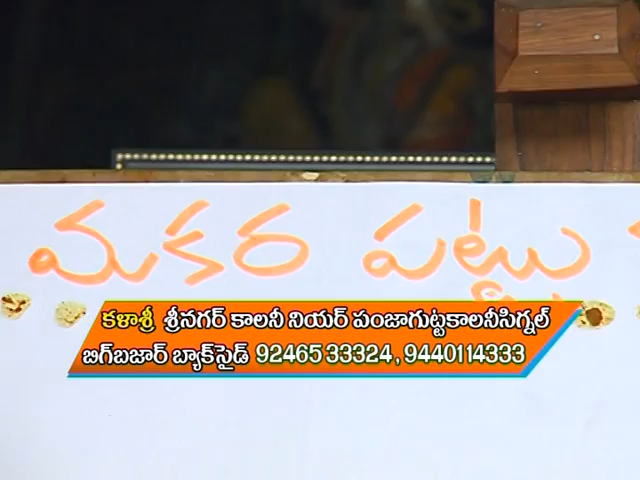 మకర పట్టు
కళాశ్రీ శ్రీనగర్ కాలనీ నియర్ పంజాగుట్టకాలనీసిగ్నల్
బిగ్‌బజార్ బ్యాక్‌సైడ్ 92465 33324 , 9440114333